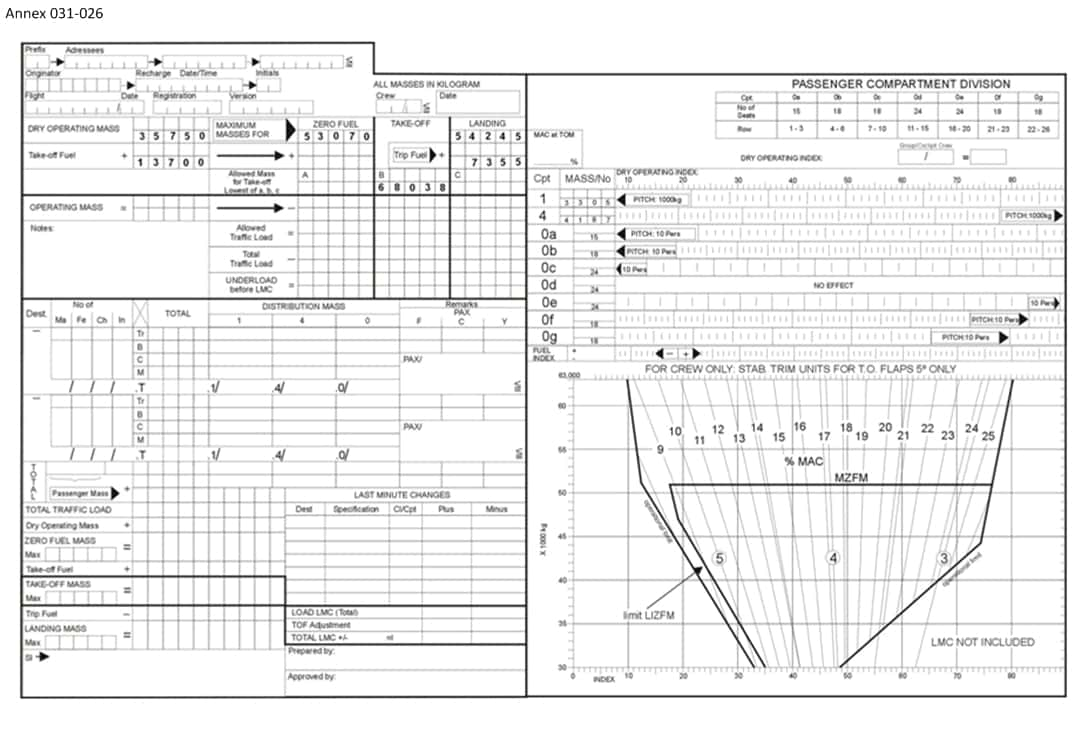 Annex 031-026
Prefix Adressees
Originator Recharge Date/Time Initials
Flight Date Registration Version
ALL MASSES IN KILOGRAM
Crew Date
DRY OPERATING MASS 3 5 7 5 0 MAXIMUM MASSES FOR ZERO FUEL 5 3 0 7 0 TAKE-OFF LANDING 5 4 2 4 5
Take-off Fuel + 1 3 7 0 0 + Trip Fuel + 7 3 5 5
Allowed Mass for Take-off Lowest of a, b, c A B 6 8 0 3 8 C
OPERATING MASS = −
Notes: Allowed Traffic Load =
Total Traffic Load −
UNDERLOAD before LMC =
Dest. No of TOTAL DISTRIBUTION MASS Remarks
Ma Fe Ch In 1 4 0 PAX F C Y
Tr
B
C PAX/
M
/ / / .T .1/ .4/ .0/
Tr
B
C PAX/
M
/ / / .T .1/ .4/ .0/
TOTAL
Passenger Mass + LAST MINUTE CHANGES
TOTAL TRAFFIC LOAD Dest Specification Cl/Cpt Plus Minus
Dry Operating Mass +
ZERO FUEL MASS =
Max
Take-off Fuel +
TAKE-OFF MASS =
Max
Trip Fuel −
LANDING MASS =
Max
SI
LOAD LMC (Total)
TOF Adjustment
TOTAL LMC +/-
Prepared by:
Approved by:
PASSENGER COMPARTMENT DIVISION
Cpt. 0a 0b 0c 0d 0e 0f 0g
No of Seats 15 18 18 24 24 18 18
Row 1 - 3 4 - 6 7 - 10 11 - 15 16 - 20 21 - 23 22 - 26
MAC at TOM
%
Group/Cockpit Crew
DRY OPERATING INDEX: / =
Cpt MASS/No DRY OPERATING INDEX:
10 20 30 40 50 60 70 80
1 3 3 0 5 PITCH: 1000kg
4 4 1 8 7 PITCH:1000kg
0a 15 PITCH: 10 Pers
0b 18 PITCH: 10 Pers
0c 24 10 Pers
0d 24 NO EFFECT
0e 24 10 Pers
0f 18 PITCH:10 Pers
0g 18 PITCH:10 Pers
FUEL INDEX − +
FOR CREW ONLY: STAB. TRIM UNITS FOR T.O. FLAPS 5° ONLY
63,000
60
9 10 11 12 13 14 15 16 17 18 19 20 21 22 23 24 25
55
% MAC
MZFM
50
operational limit
45
X 1000 kg
5 4 3
40
operational limit
limit LIZFM
35
LMC NOT INCLUDED
30
0 INDEX 10 20 30 40 50 60 70 80